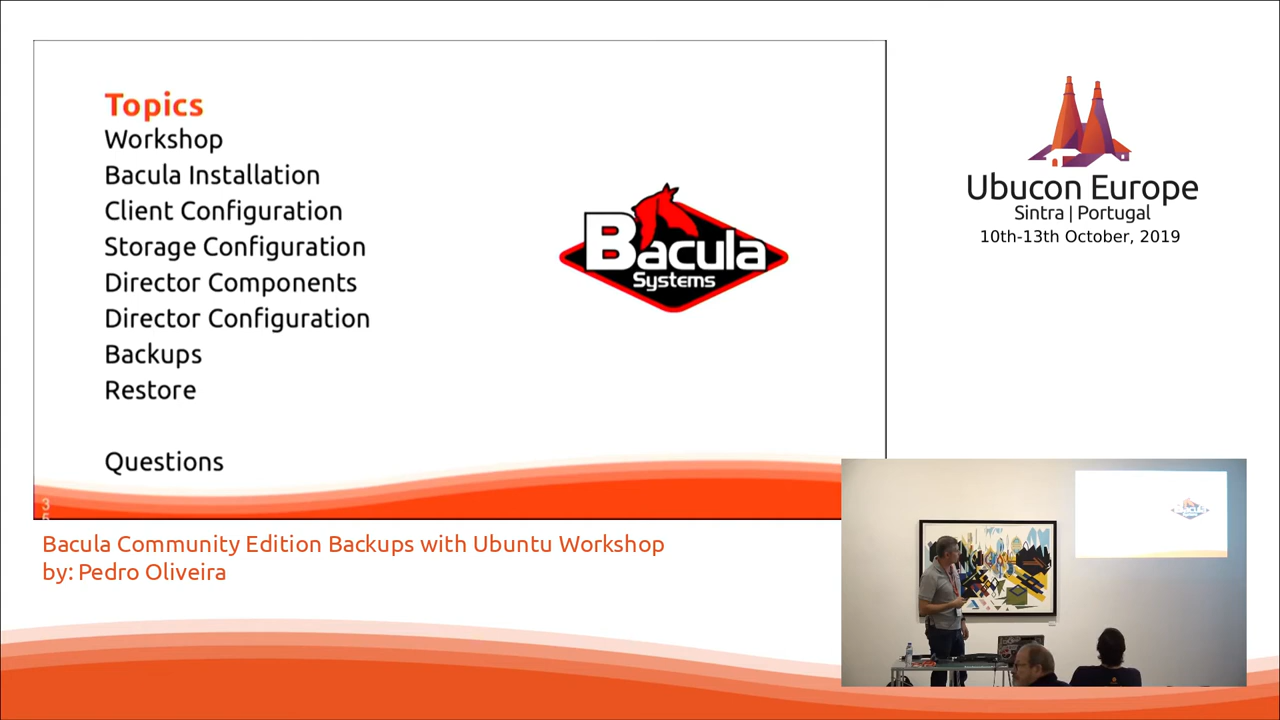 Topics
Workshop
Bacula Installation
Client Configuration
Storage Configuration
Director Components
Director Configuration
Backups
Restore
Questions
Bacula
Systems
Ubucon Europe
Sintra | Portugal
10th-13th October, 2019
Bacula Community Edition Backups with Ubuntu Workshop
by: Pedro Oliveira